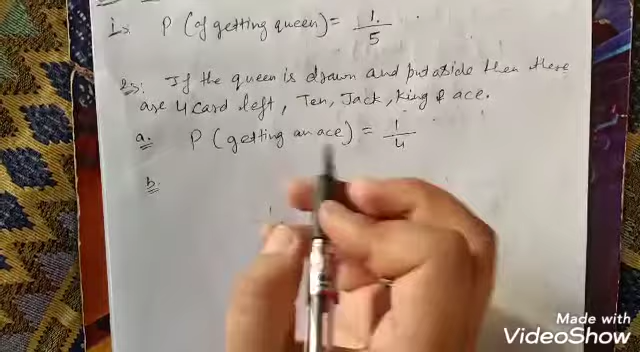 i. P (of getting queen) = 1/5
ii. If the queen is drawn and put aside then there
are 4 card left, Ten, Jack, King & ace.
a. P (getting an ace) = 1/4
b.
Made with
VideoShow